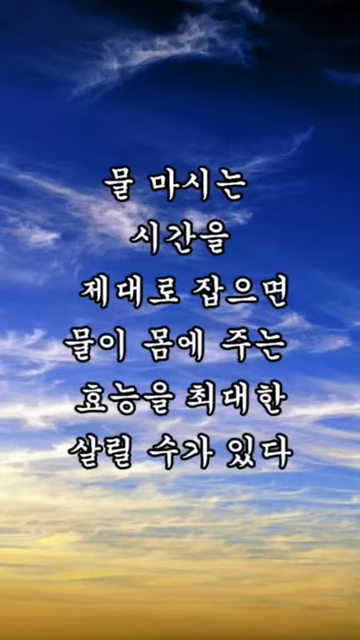 물 마시는
시간을
제대로 잡으면
물이 몸에 주는
효능을 최대한
살릴 수가 있다